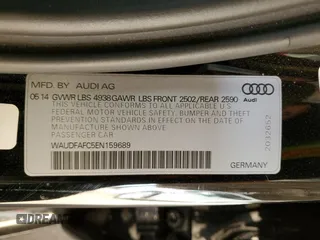 MFD. BY AUDI AG
05 14 GVWR LBS 4938 GAWR LBS FRONT 2502/REAR 2590
THIS VEHICLE CONFORMS TO ALL APPLICABLE
FEDERAL MOTOR VEHICLE SAFETY, BUMPER AND THEFT
PREVENTION STANDARDS IN EFFECT ON THE DATE OF
MANUFACTURE SHOWN ABOVE
PASSENGER CAR
WAUDFAFC5EN159689
GERMANY
Audi
2032652
DREAM